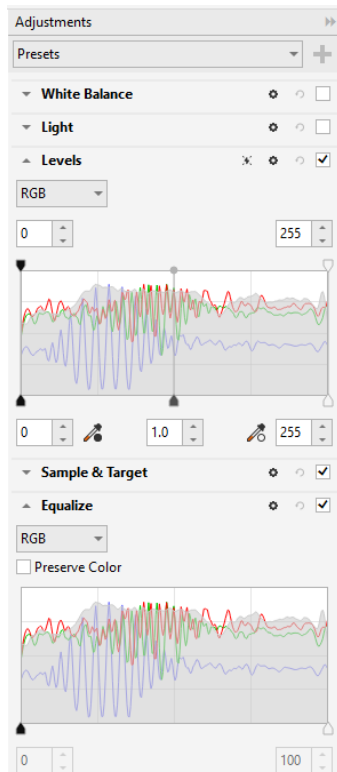 Adjustments
Presets
White Balance
Light
Levels
RGB
0 255
0 1.0 255
Sample & Target
Equalize
RGB
Preserve Color
0 100